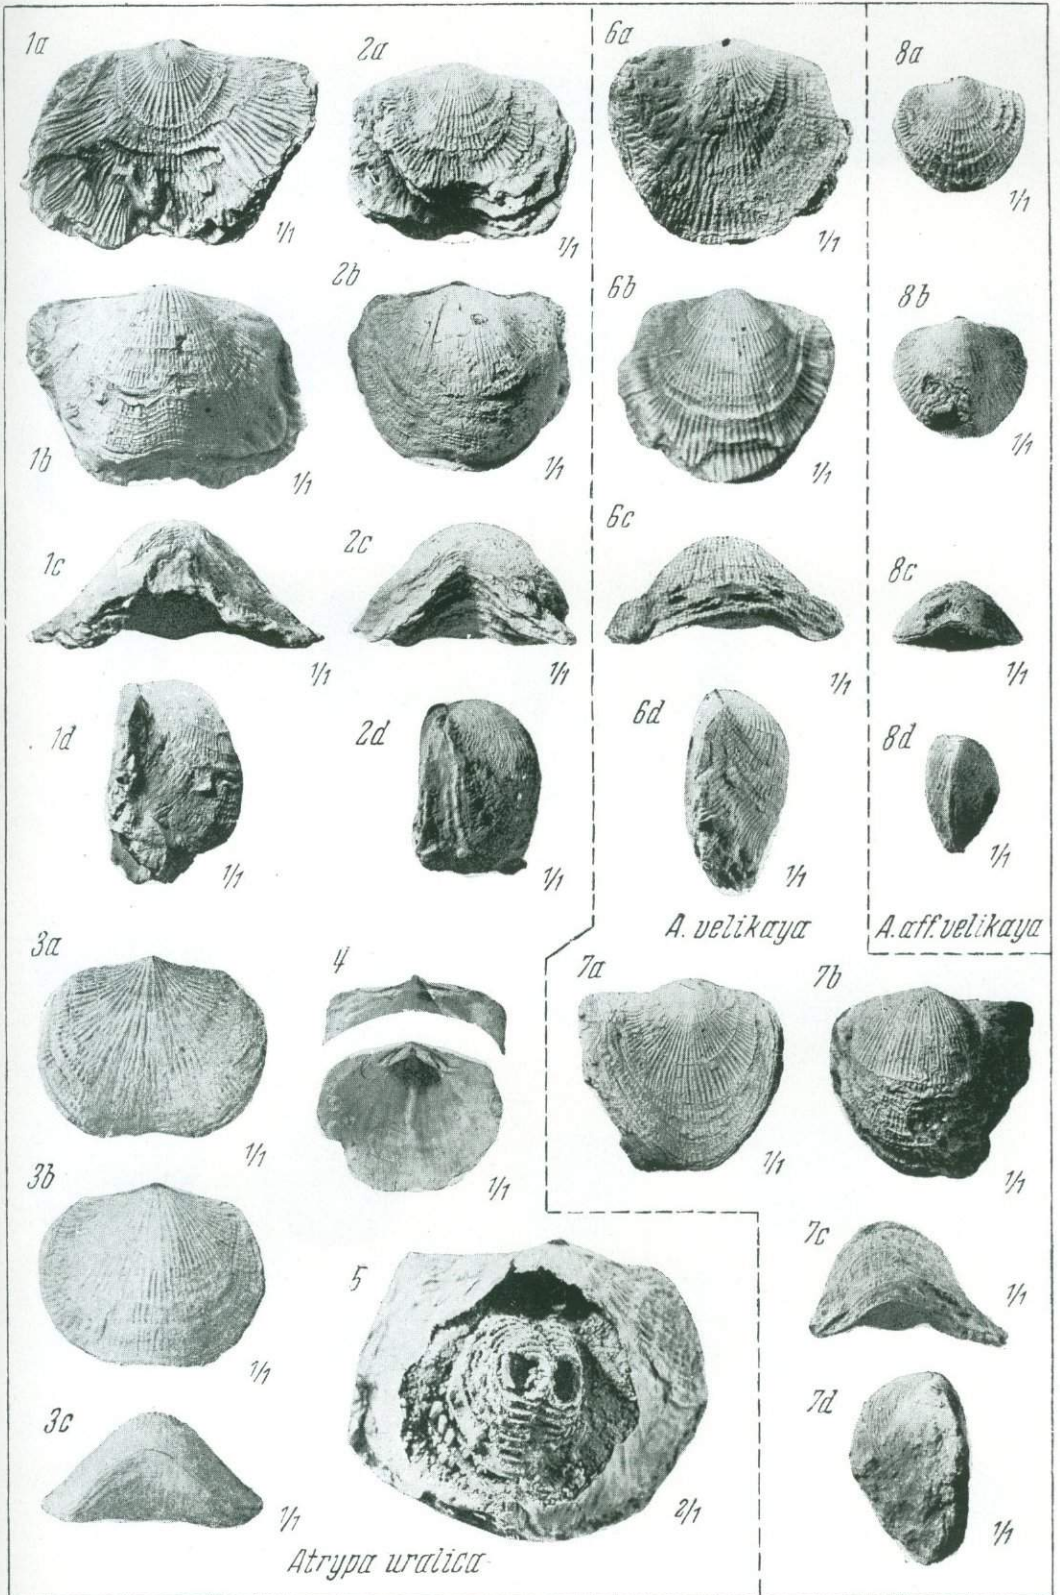 1a
2a
6a
8a
1/1
1/1
1/1
1/1
1b
2b
6b
8b
1/1
1/1
1/1
1/1
1c
2c
6c
8c
1/1
1/1
1/1
1/1
1d
2d
6d
8d
1/1
1/1
1/1
1/1
A. velikaya
A. aff. velikaya
3a
4
7a
7b
1/1
1/1
1/1
1/1
3b
5
7c
1/1
1/1
3c
7d
1/1
2/1
1/1
Atrypa uralica